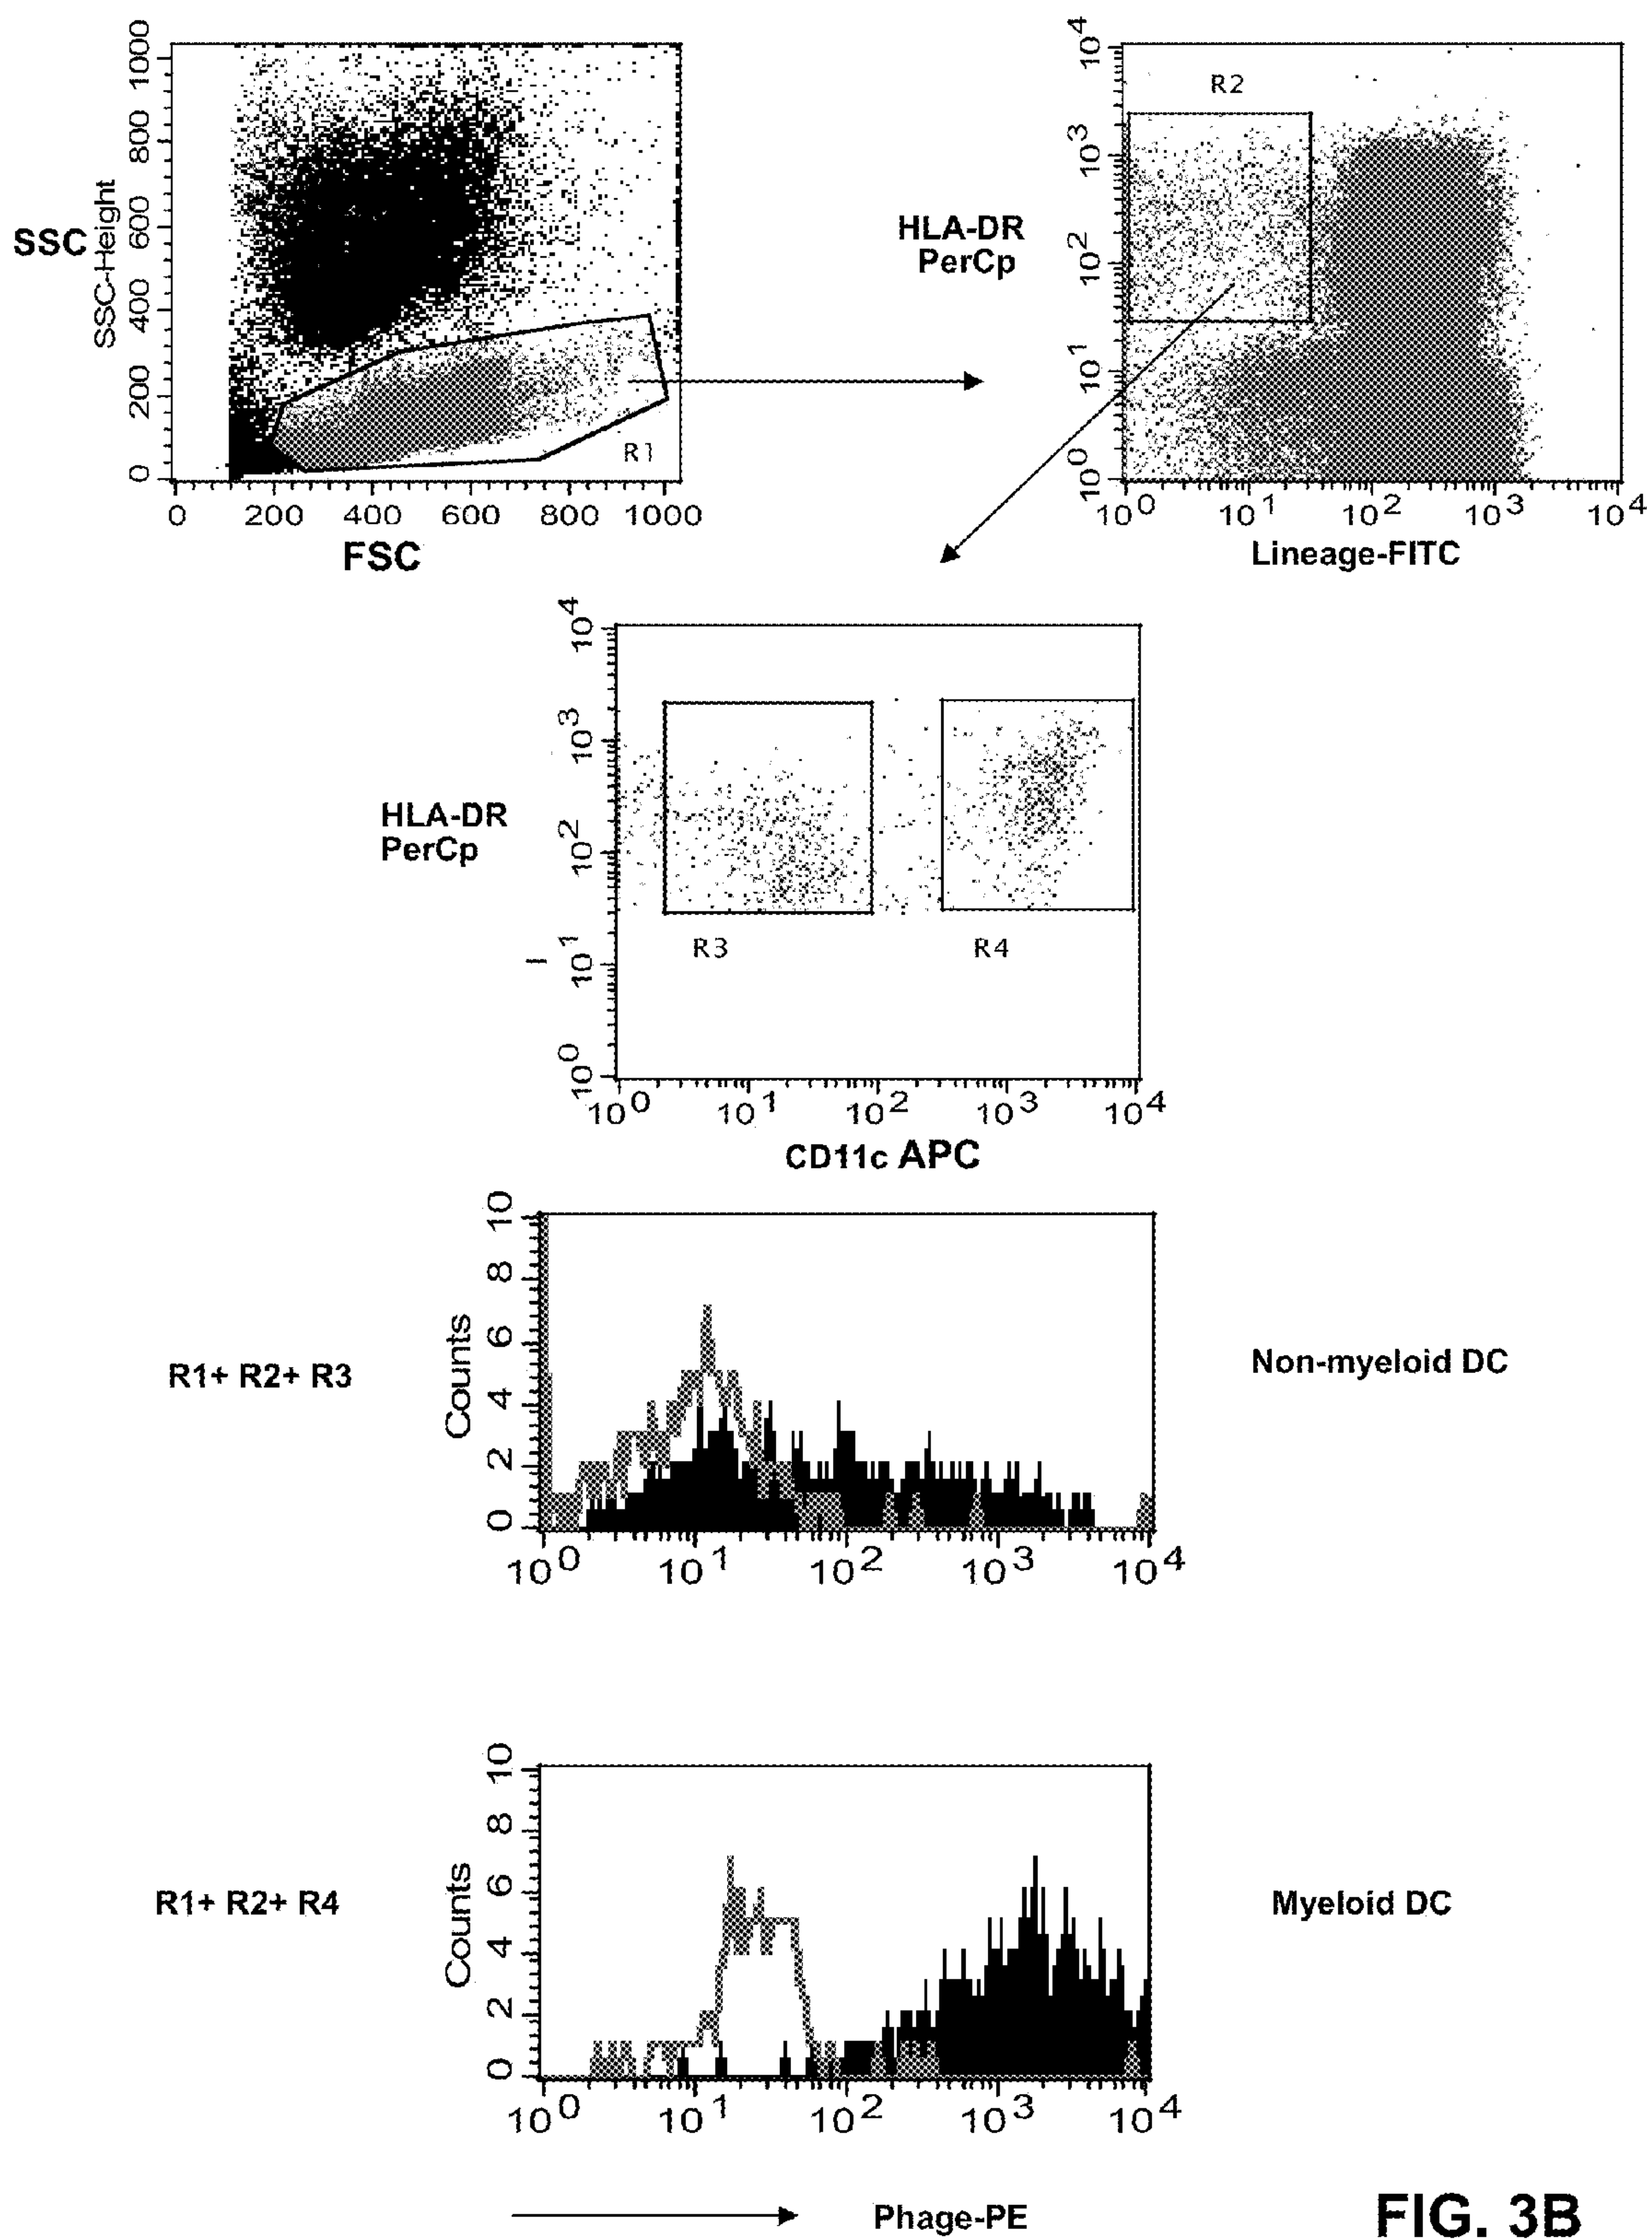 1000
800
600
400
200
0
SSC
SSC-Height
R1
0 200 400 600 800 1000
FSC
10^4
10^3
10^2
10^1
10^0
HLA-DR
PerCp
R2
10^0 10^1 10^2 10^3 10^4
Lineage-FITC
10^4
10^3
10^2
10^1
10^0
HLA-DR
PerCp
R3
R4
10^0 10^1 10^2 10^3 10^4
CD11c APC
R1+ R2+ R3
Counts
10
8
6
4
2
0
10^0 10^1 10^2 10^3 10^4
Non-myeloid DC
R1+ R2+ R4
Counts
10
8
6
4
2
0
10^0 10^1 10^2 10^3 10^4
Myeloid DC
Phage-PE
FIG. 3B